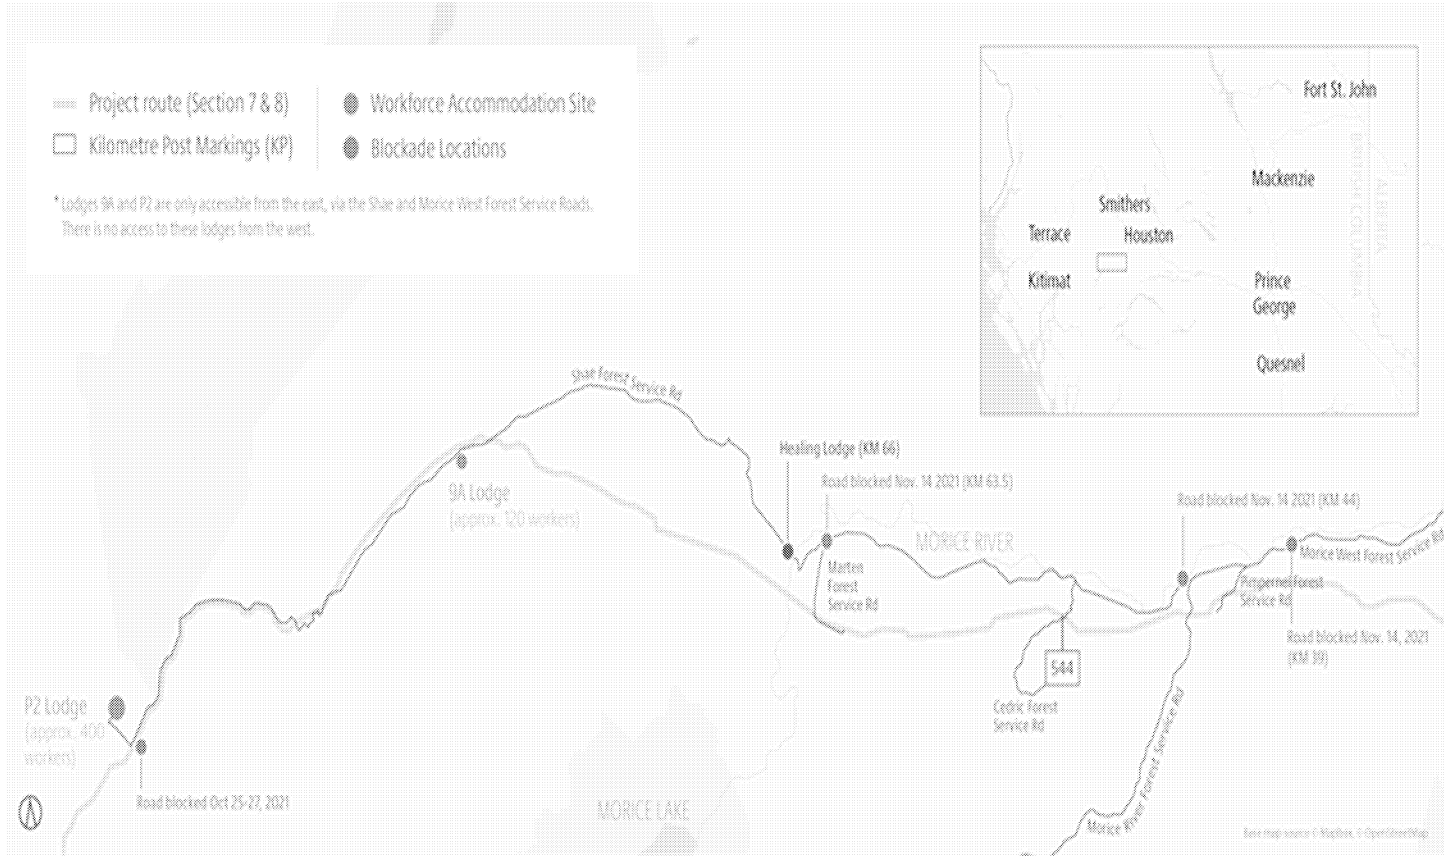 Project route (Section 7 & 8)
Kilometre Post Markings (KP)
Workforce Accommodation Site
Blockade Locations
* Lodges 9A and P2 are only accessible from the east, via the Shae and Morice West Forest Service Roads.
There is no access to these lodges from the west.
Fort St. John
Mackenzie
BRITISH COLUMBIA
ALBERTA
Smithers
Terrace
Houston
Kitimat
Prince
George
Quesnel
Shae Forest Service Rd
Healing Lodge (KM 66)
9A Lodge
(approx. 120 workers)
Road blocked Nov. 14 2021 (KM 63.5)
Road blocked Nov. 14 2021 (KM 44)
MORICE RIVER
Morice West Forest Service Rd
Marten
Forest
Service Rd
Forest
Service Rd
Road blocked Nov. 14, 2021
(KM 39)
544
Cedric Forest
Service Rd
P2 Lodge
(approx. 400
workers)
Road blocked Oct 25-27, 2021
MORICE LAKE
Morice River Forest Service Rd
Base map source © MapBox, © OpenStreetMap